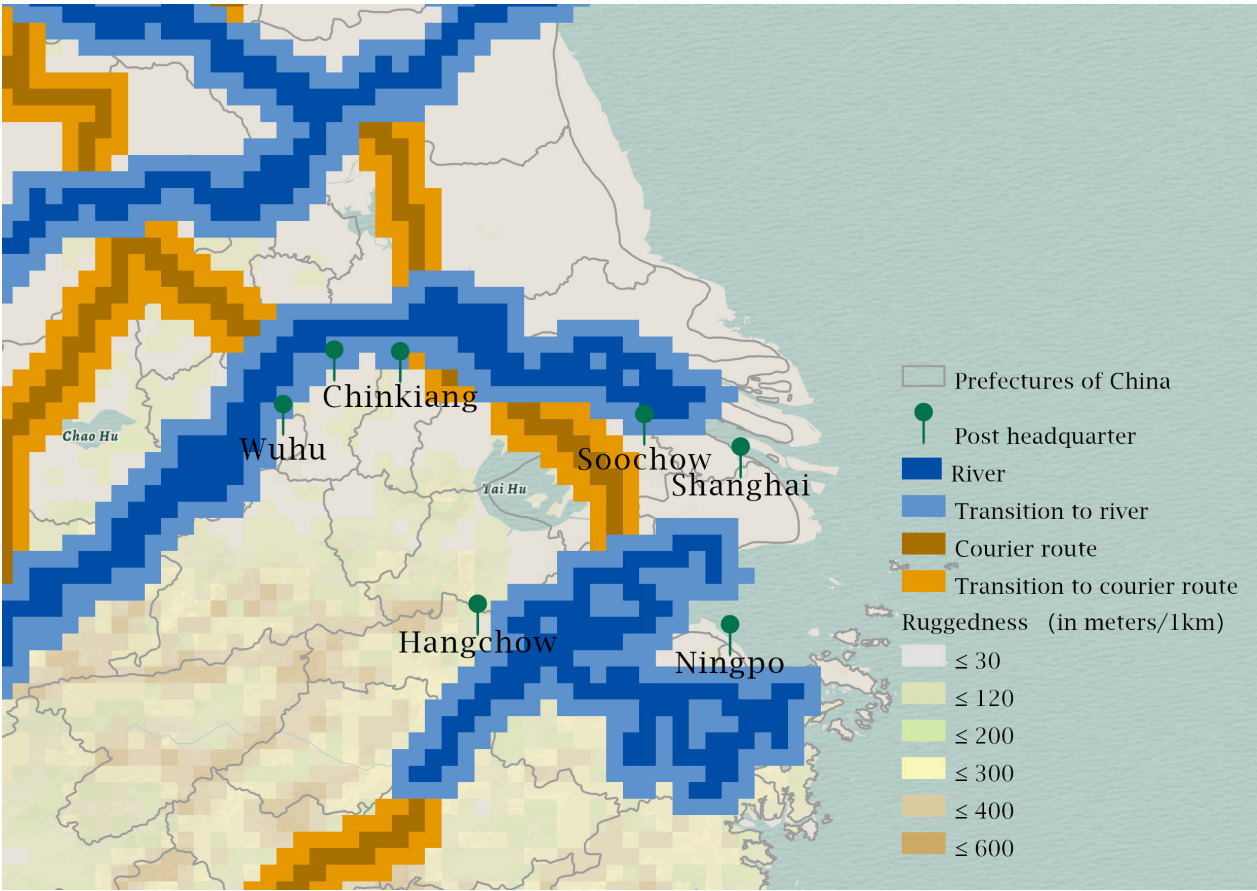 Chinkiang
Chao Hu
Wuhu
Soochow
Shanghai
Tai Hu
Hangchow
Ningpo
Prefectures of China
Post headquarter
River
Transition to river
Courier route
Transition to courier route
Ruggedness (in meters/1km)
≤ 30
≤ 120
≤ 200
≤ 300
≤ 400
≤ 600